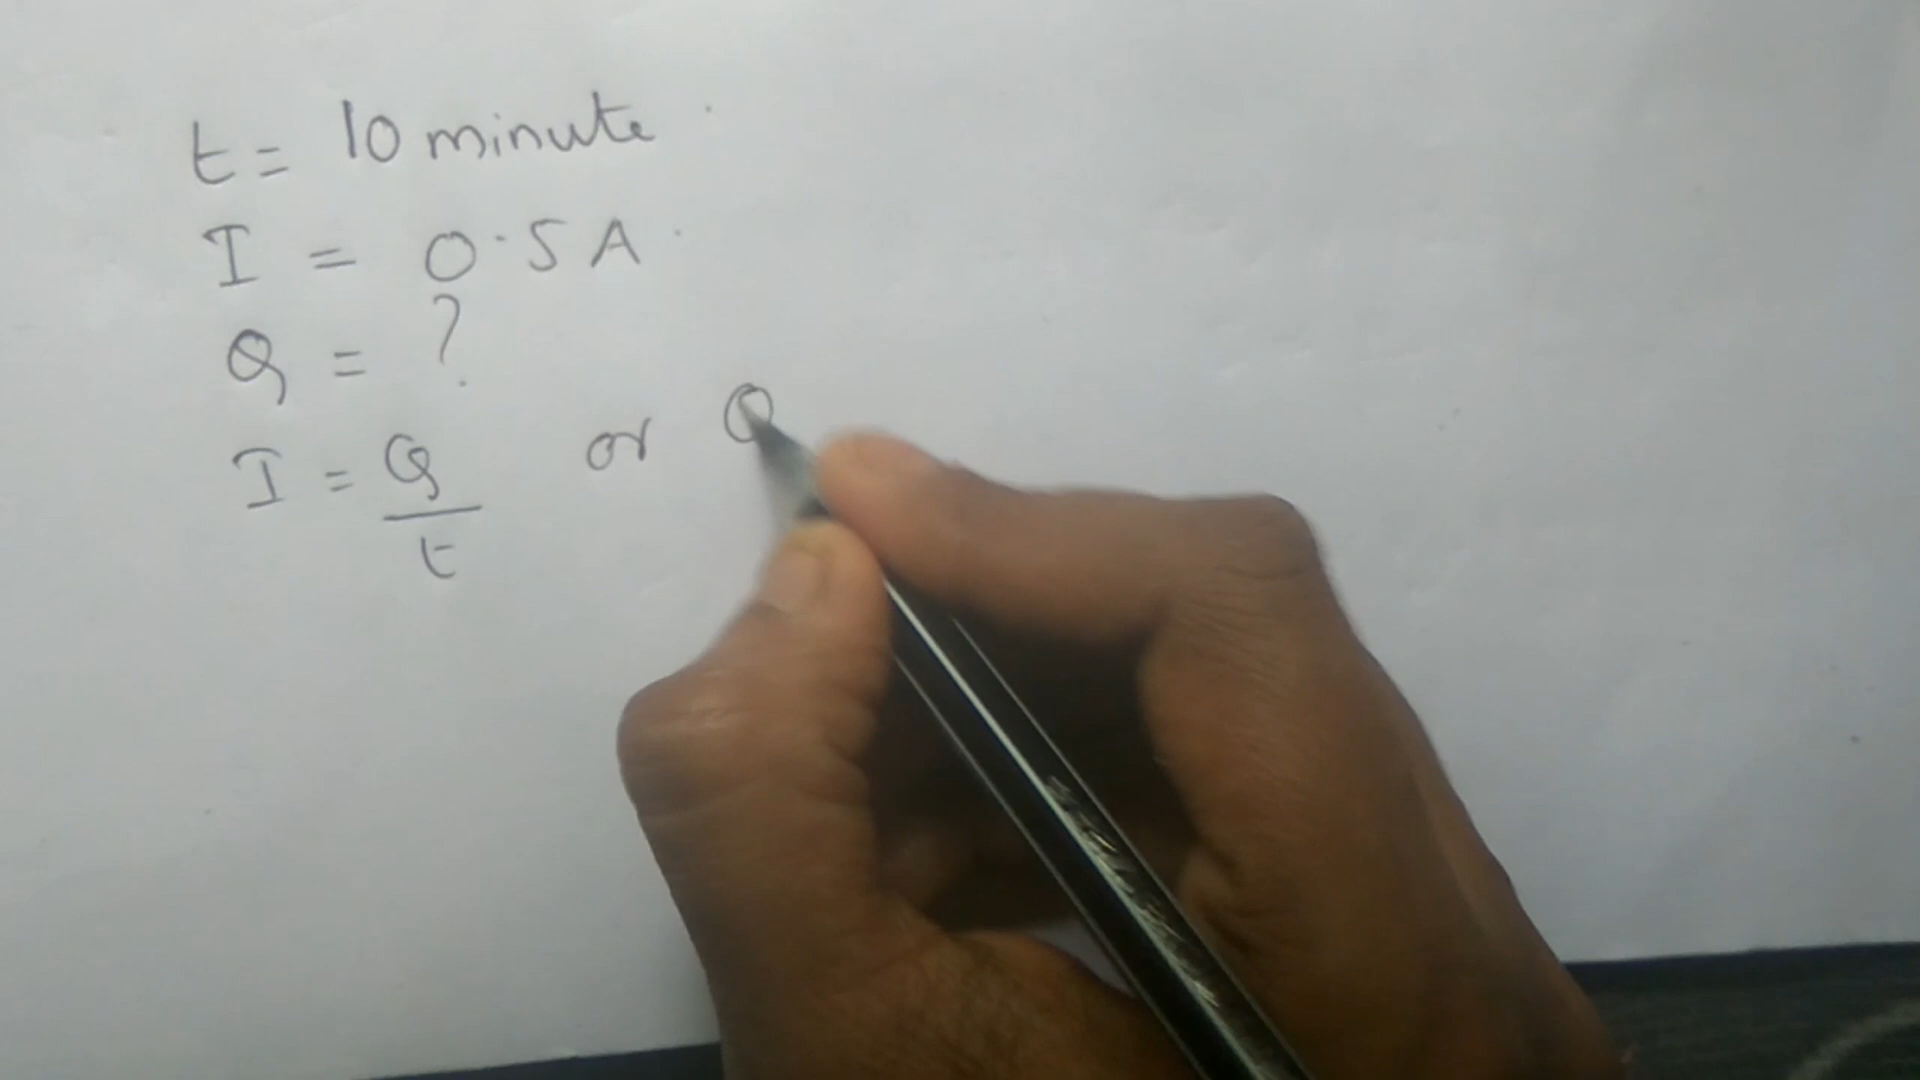 t = 10 minute
I = 0.5 A
Q = ?
I = Q/t or Q